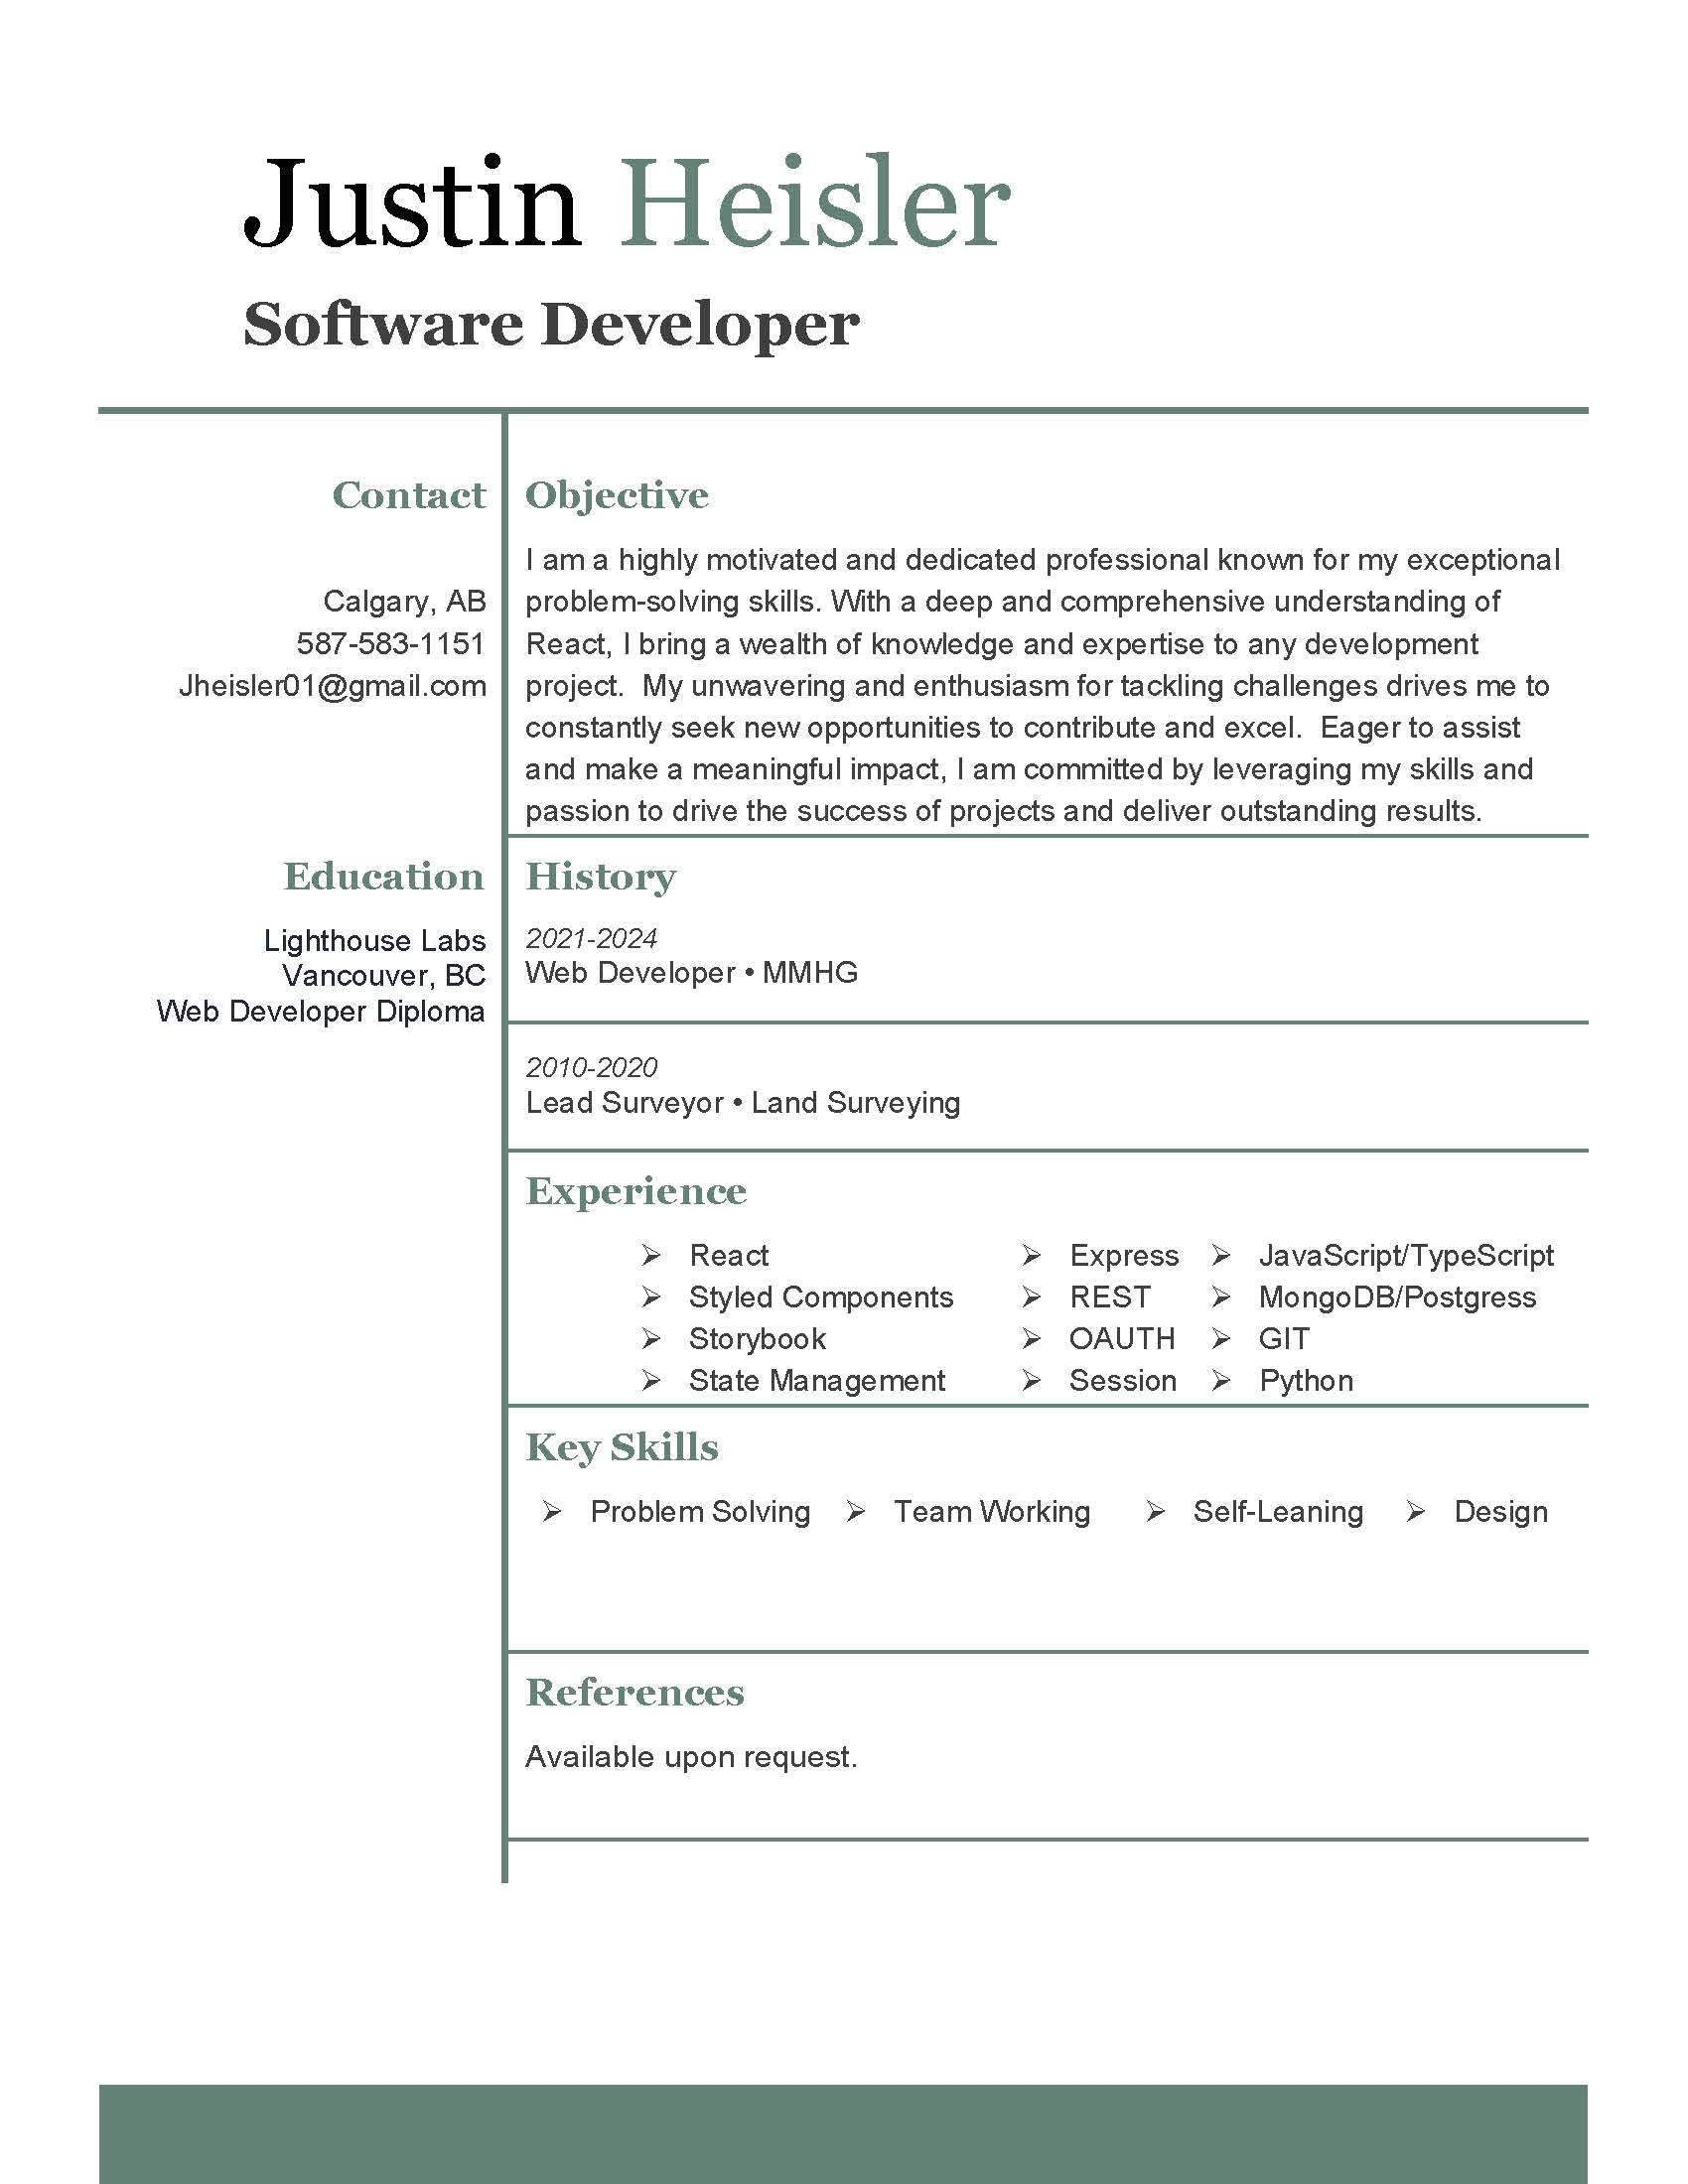 Justin Heisler
Software Developer
Contact
Calgary, AB
587-583-1151
Jheisler01@gmail.com
Objective
I am a highly motivated and dedicated professional known for my exceptional
problem-solving skills. With a deep and comprehensive understanding of
React, I bring a wealth of knowledge and expertise to any development
project.  My unwavering and enthusiasm for tackling challenges drives me to
constantly seek new opportunities to contribute and excel.  Eager to assist
and make a meaningful impact, I am committed by leveraging my skills and
passion to drive the success of projects and deliver outstanding results.
Education
Lighthouse Labs
Vancouver, BC
Web Developer Diploma
History
2021-2024
Web Developer • MMHG
2010-2020
Lead Surveyor • Land Surveying
Experience
➢ React ➢ Express ➢ JavaScript/TypeScript
➢ Styled Components ➢ REST ➢ MongoDB/Postgress
➢ Storybook ➢ OAUTH ➢ GIT
➢ State Management ➢ Session ➢ Python
Key Skills
➢ Problem Solving ➢ Team Working ➢ Self-Leaning ➢ Design
References
Available upon request.